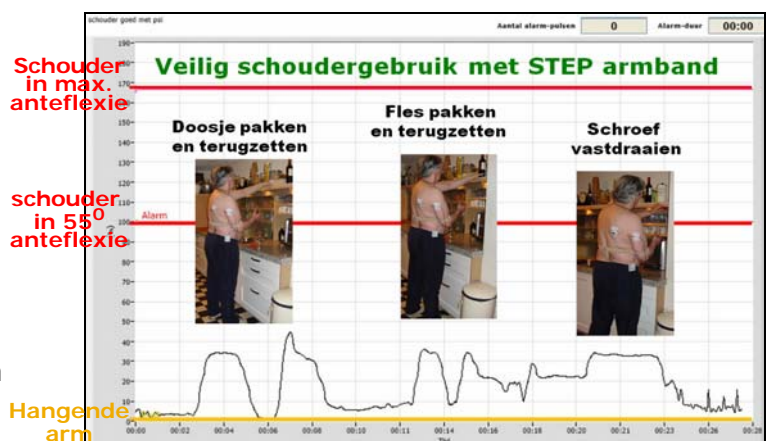 schouder goed met psi
Aantal alarm-pulsen 0 Alarm-duur 00:00
Veilig schoudergebruik met STEP armband
Schouder
in max.
anteflexie
Doosje pakken
en terugzetten
Fles pakken
en terugzetten
Schroef
vastdraaien
schouder
in 55⁰
anteflexie
Alarm
Hangende
arm
190
180
170
160
150
140
130
120
110
100
90
80
70
60
50
40
30
20
10
0
00:00 00:02 00:04 00:06 00:08 00:10 00:12 00:14 00:16 00:18 00:20 00:21 00:23 00:26 00:28
Tijd